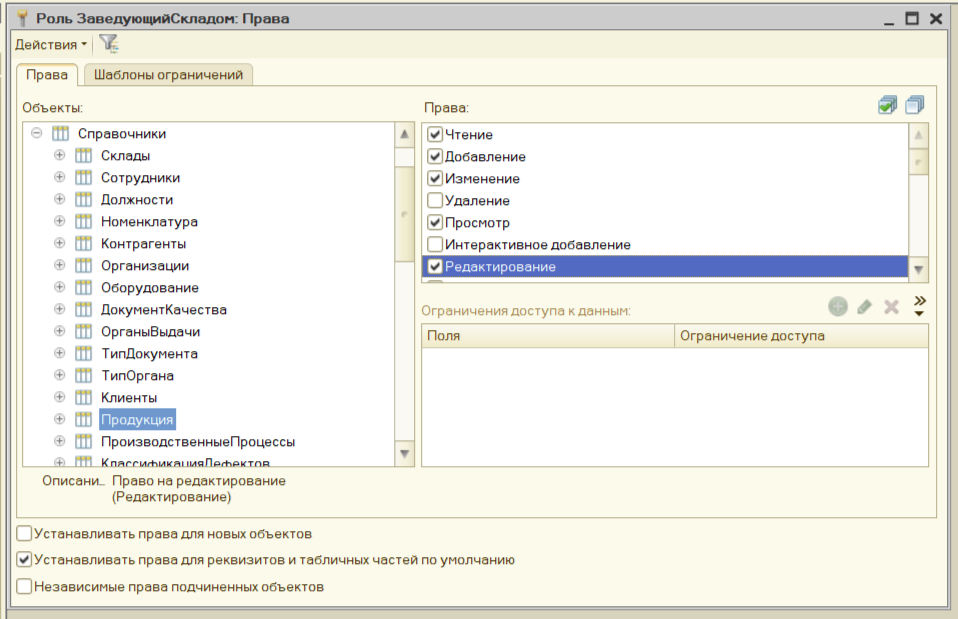 Роль ЗаведующийСкладом: Права
Действия
Права
Шаблоны ограничений
Объекты:
Справочники
Склады
Сотрудники
Должности
Номенклатура
Контрагенты
Организации
Оборудование
ДокументКачества
ОрганыВыдачи
ТипДокумента
ТипОргана
Клиенты
Продукция
ПроизводственныеПроцессы
КлассификацияДефектов
Права:
Чтение
Добавление
Изменение
Удаление
Просмотр
Интерактивное добавление
Редактирование
Ограничения доступа к данным:
Поля
Ограничение доступа
Описани... Право на редактирование
(Редактирование)
Устанавливать права для новых объектов
Устанавливать права для реквизитов и табличных частей по умолчанию
Независимые права подчиненных объектов